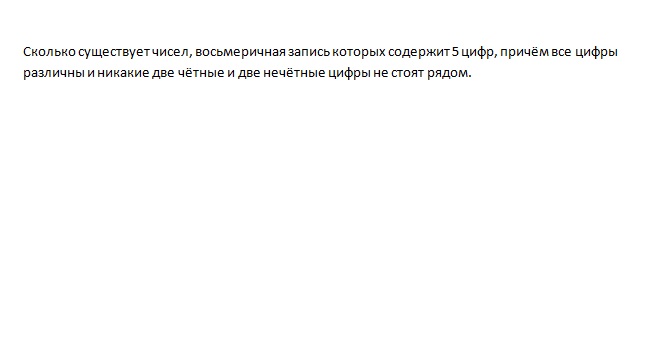 Сколько существует чисел, восьмеричная запись которых содержит 5 цифр, причём все цифры
различны и никакие две чётные и две нечётные цифры не стоят рядом.